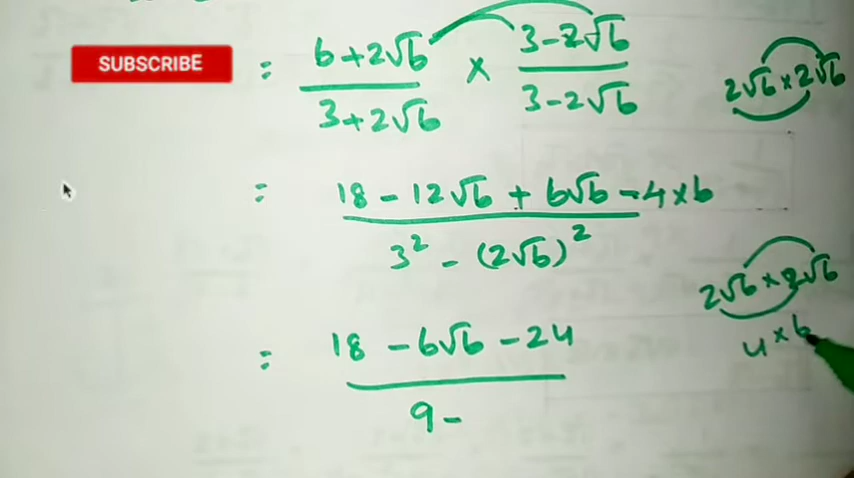 SUBSCRIBE
= 6+2√6 / 3+2√6 × 3-2√6 / 3-2√6
2√6 × 2√6
= 18 - 12√6 + 6√6 - 4×6 / 3² - (2√6)²
2√6 × 2√6
4×6
= 18 - 6√6 - 24 / 9 -